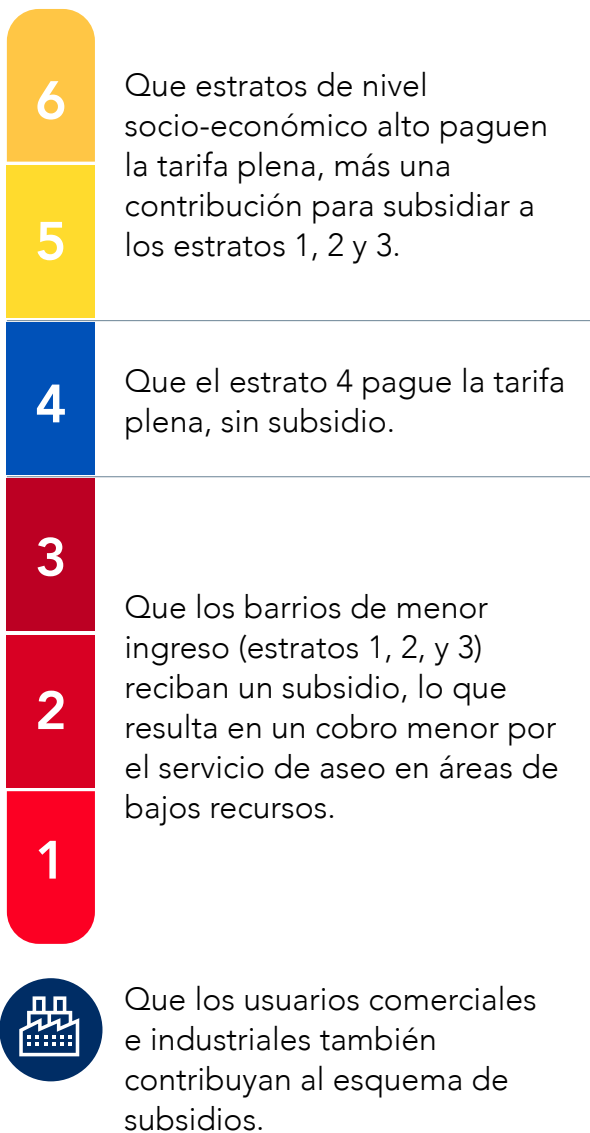 6
5
Que estratos de nivel
socio-económico alto paguen
la tarifa plena, más una
contribución para subsidiar a
los estratos 1, 2 y 3.
4
Que el estrato 4 pague la tarifa
plena, sin subsidio.
3
2
1
Que los barrios de menor
ingreso (estratos 1, 2, y 3)
reciban un subsidio, lo que
resulta en un cobro menor por
el servicio de aseo en áreas de
bajos recursos.
Que los usuarios comerciales
e industriales también
contribuyan al esquema de
subsidios.